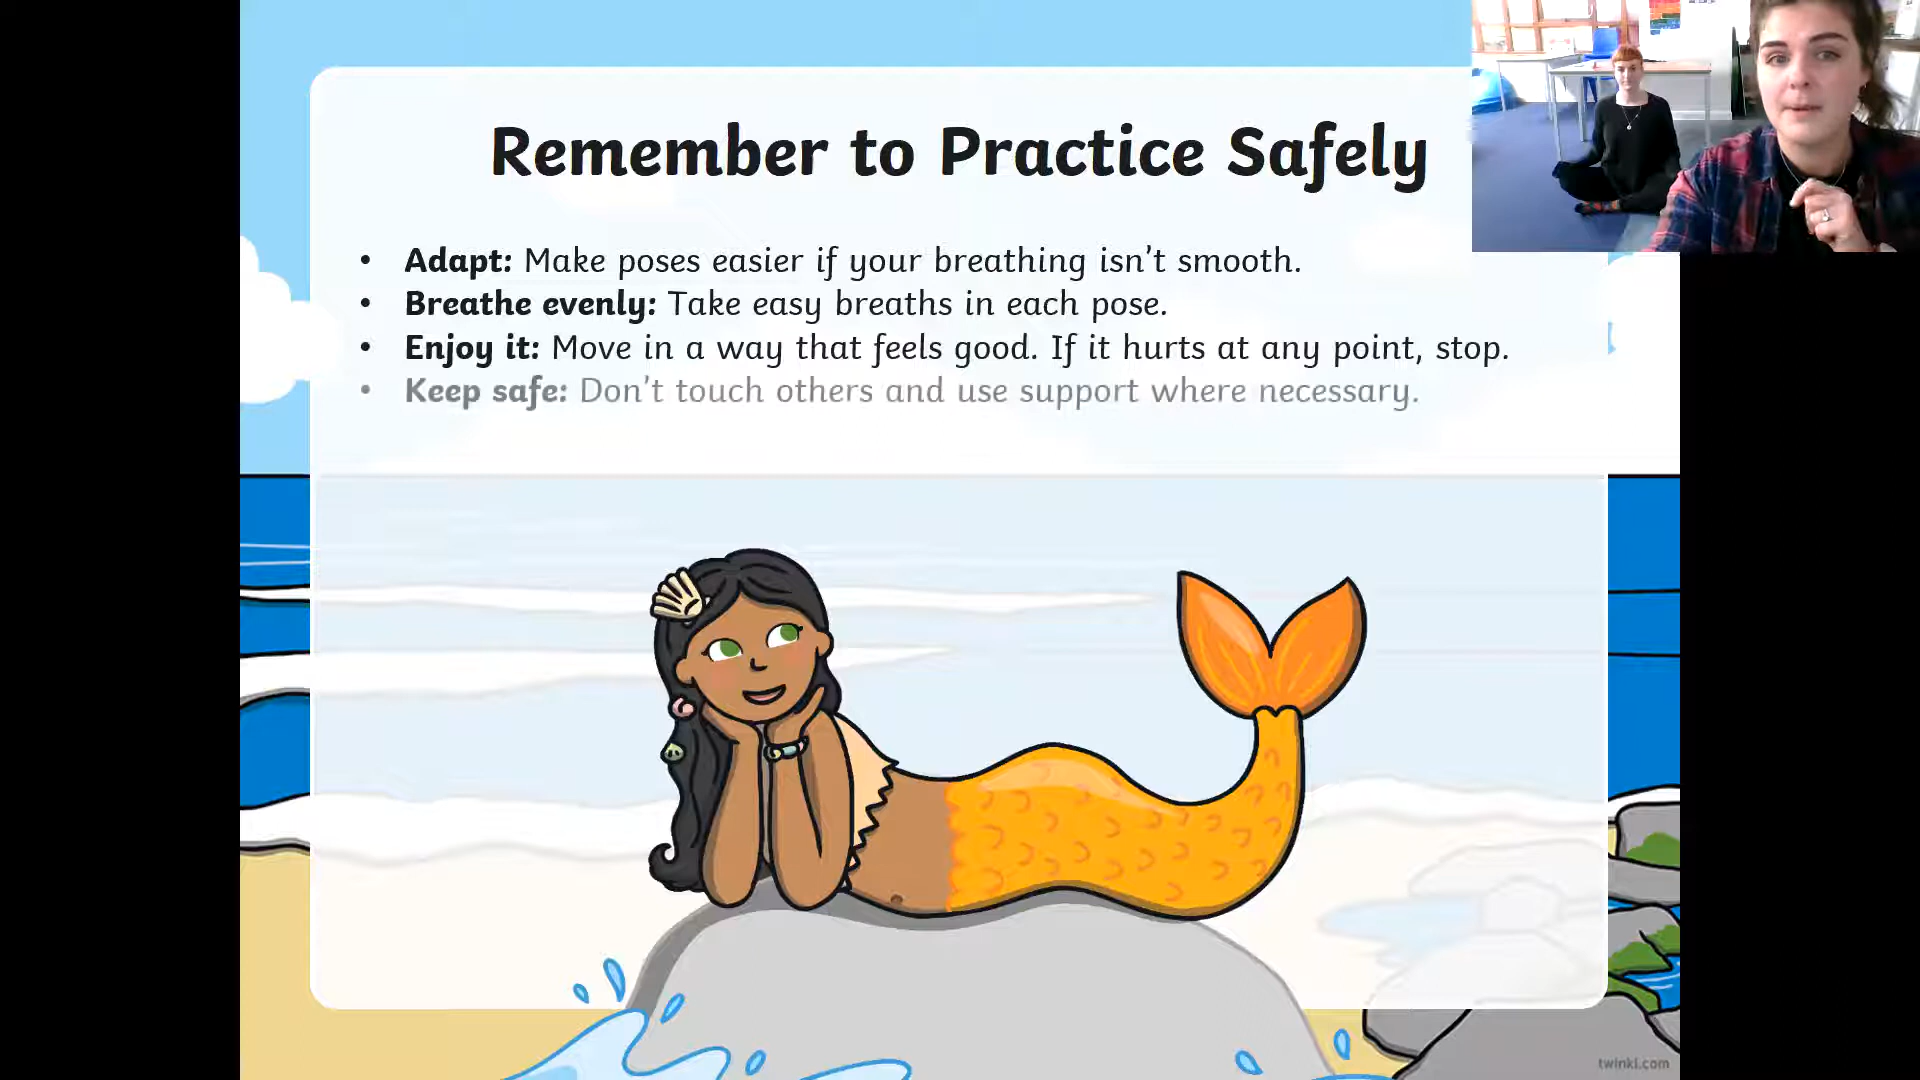 Remember to Practice Safely
• Adapt: Make poses easier if your breathing isn’t smooth.
• Breathe evenly: Take easy breaths in each pose.
• Enjoy it: Move in a way that feels good. If it hurts at any point, stop.
• Keep safe: Don’t touch others and use support where necessary.
twinkl.com